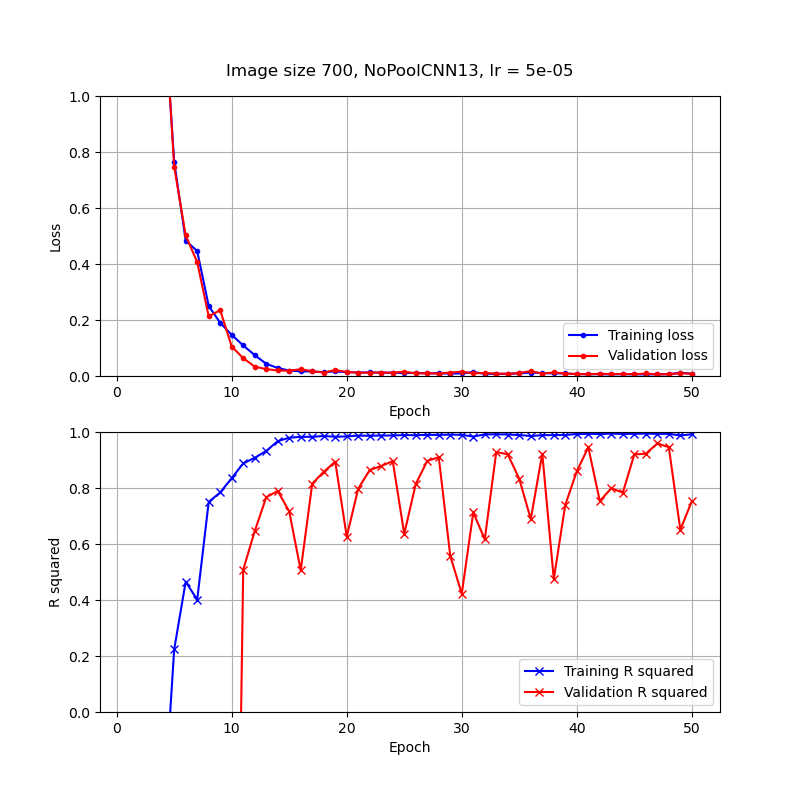 Image size 700, NoPoolCNN13, lr = 5e-05
1.0
0.8
0.6
0.4
0.2
0.0
Loss
0 10 20 30 40 50
Epoch
Training loss
Validation loss
1.0
0.8
0.6
0.4
0.2
0.0
R squared
0 10 20 30 40 50
Epoch
Training R squared
Validation R squared